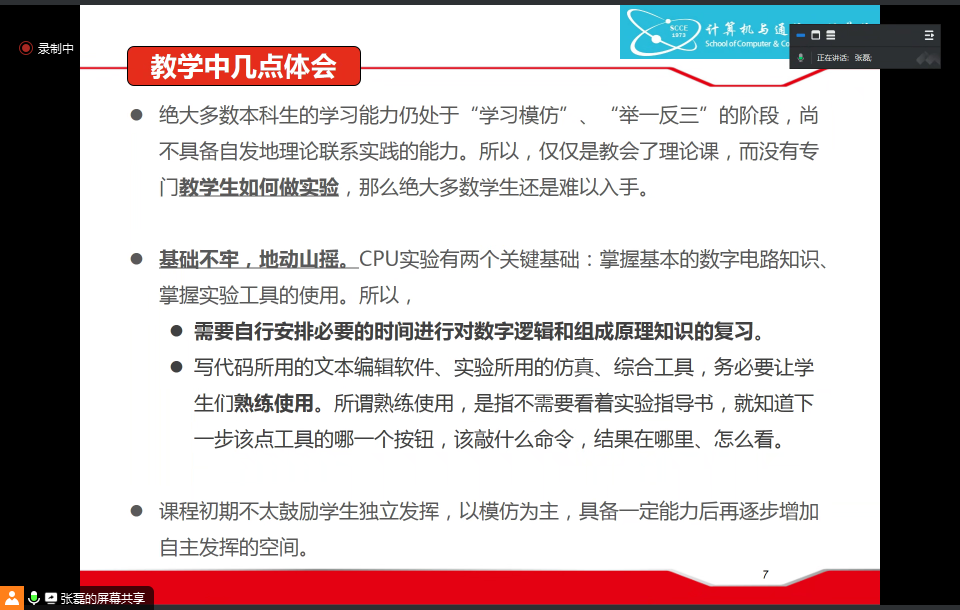 录制中
SCCE
1973
计算机与通
School of Computer & Co
正在讲话: 张磊;
教学中几点体会
● 绝大多数本科生的学习能力仍处于“学习模仿”、“举一反三”的阶段，尚
不具备自发地理论联系实践的能力。所以，仅仅是教会了理论课，而没有专
门教学生如何做实验，那么绝大多数学生还是难以入手。
● 基础不牢，地动山摇。CPU实验有两个关键基础：掌握基本的数字电路知识、
掌握实验工具的使用。所以，
● 需要自行安排必要的时间进行对数字逻辑和组成原理知识的复习。
● 写代码所用的文本编辑软件、实验所用的仿真、综合工具，务必要让学
生们熟练使用。所谓熟练使用，是指不需要看着实验指导书，就知道下
一步该点工具的哪一个按钮，该敲什么命令，结果在哪里、怎么看。
● 课程初期不太鼓励学生独立发挥，以模仿为主，具备一定能力后再逐步增加
自主发挥的空间。
7
张磊的屏幕共享